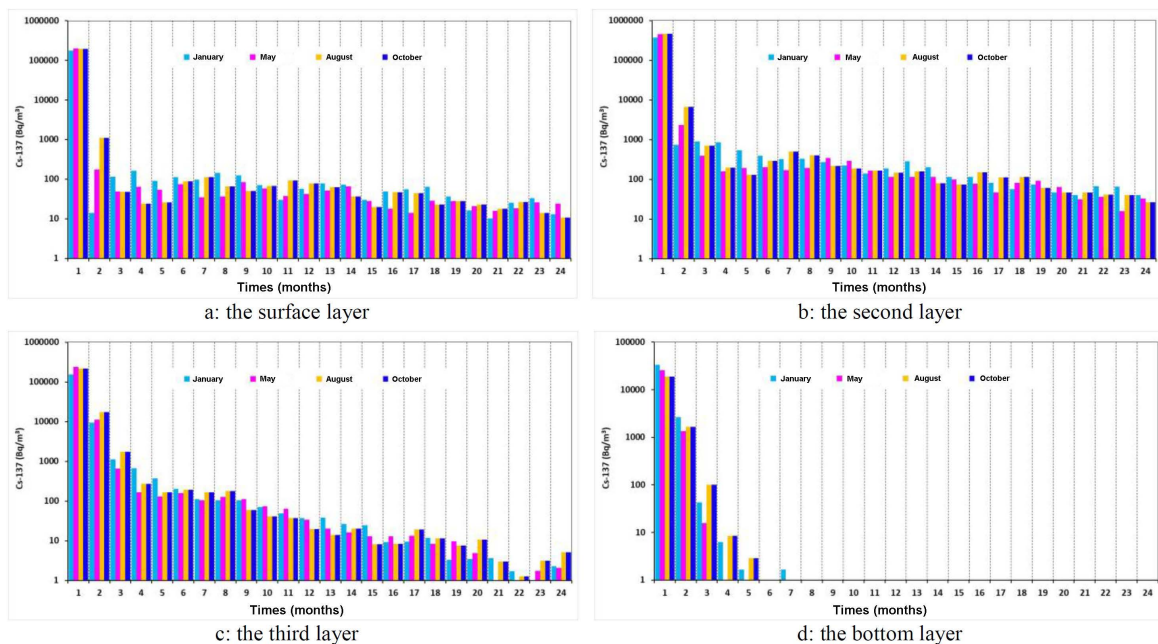 1000000
100000
10000
1000
100
10
1
Cs-137 (Bq/m³)
January May August October
1 2 3 4 5 6 7 8 9 10 11 12 13 14 15 16 17 18 19 20 21 22 23 24
Times (months)
a: the surface layer
1000000
100000
10000
1000
100
10
1
Cs-137 (Bq/m³)
January May August October
1 2 3 4 5 6 7 8 9 10 11 12 13 14 15 16 17 18 19 20 21 22 23 24
Times (months)
b: the second layer
1000000
100000
10000
1000
100
10
1
Cs-137 (Bq/m³)
January May August October
1 2 3 4 5 6 7 8 9 10 11 12 13 14 15 16 17 18 19 20 21 22 23 24
Times (months)
c: the third layer
100000
10000
1000
100
10
1
Cs-137 (Bq/m³)
January May August October
1 2 3 4 5 6 7 8 9 10 11 12 13 14 15 16 17 18 19 20 21 22 23 24
Times (months)
d: the bottom layer